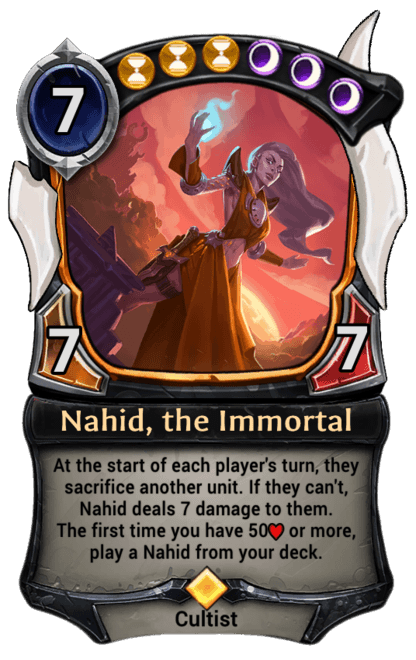 7
7
7
Nahid, the Immortal
At the start of each player's turn, they
sacrifice another unit. If they can't,
Nahid deals 7 damage to them.
The first time you have 50❤ or more,
play a Nahid from your deck.
Cultist